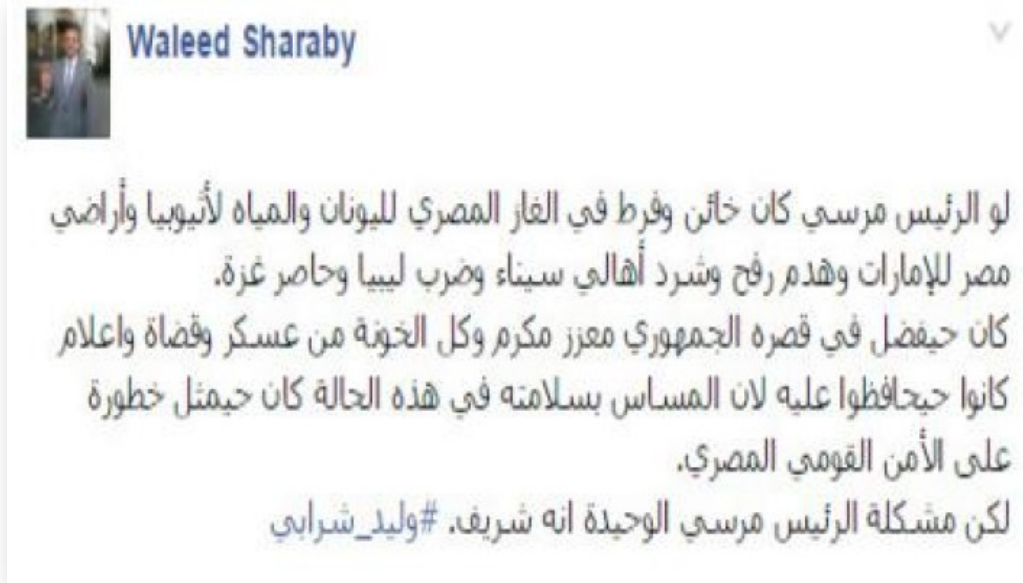 Waleed Sharaby
لو الرئيس مرسي كان خائن وفرط في الغاز المصري لليونان والمياه لأثيوبيا وأراضي
مصر للإمارات وهدم رفح وشرد أهالي سيناء وضرب ليبيا وحاصر غزة.
كان حيفضل في قصره الجمهوري معزز مكرم وكل الخونة من عسكر وقضاة واعلام
كانوا حيحافظوا عليه لان المساس بسلامته في هذه الحالة كان حيمثل خطورة
على الأمن القومي المصري.
لكن مشكلة الرئيس مرسي الوحيدة انه شريف. #وليد_شرابي